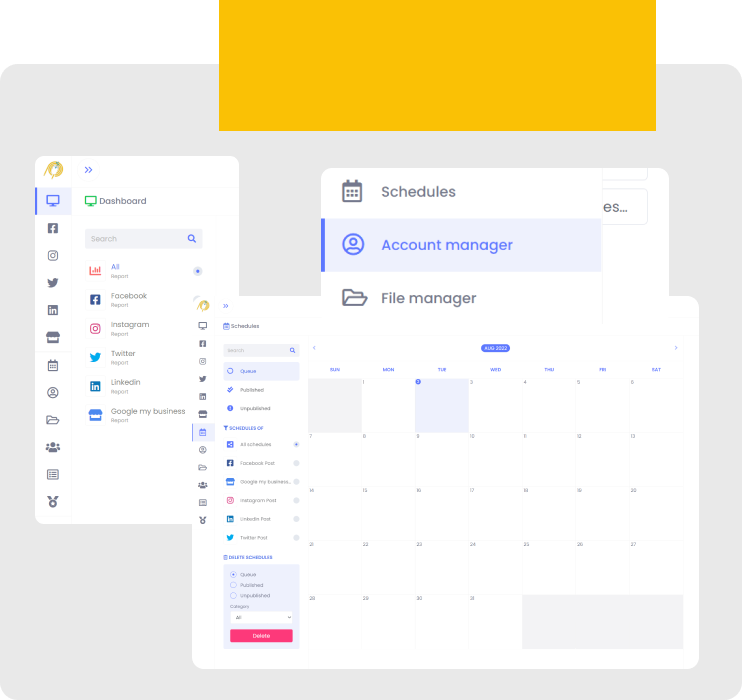 Dashboard
Search
All
Report
Facebook
Report
Instagram
Report
Twitter
Report
Linkedin
Report
Google my business
Report
Schedules
Account manager
File manager
es...
Schedules
Search
Queue
Published
Unpublished
SCHEDULES OF
All schedules
Facebook Post
Google my business...
Instagram Post
Linkedin Post
Twitter Post
DELETE SCHEDULES
Queue
Published
Unpublished
Category
All
Delete
AUG 2022
SUN MON TUE WED THU FRI SAT
1 2 3 4 5 6
7 8 9 10 11 12 13
14 15 16 17 18 19 20
21 22 23 24 25 26 27
28 29 30 31